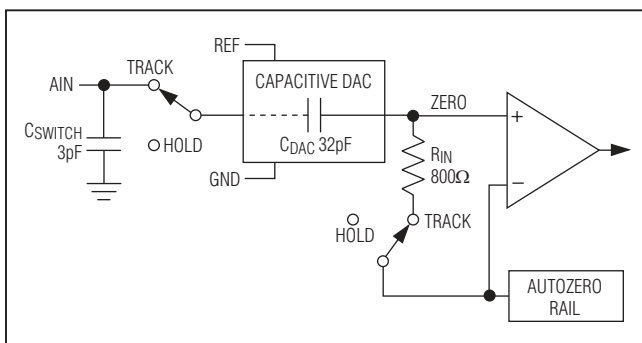 REF
CAPACITIVE DAC
AIN
TRACK
ZERO
CSWITCH
3pF
HOLD
CDAC 32pF
GND
RIN
800Ω
+
−
HOLD
TRACK
AUTOZERO
RAIL